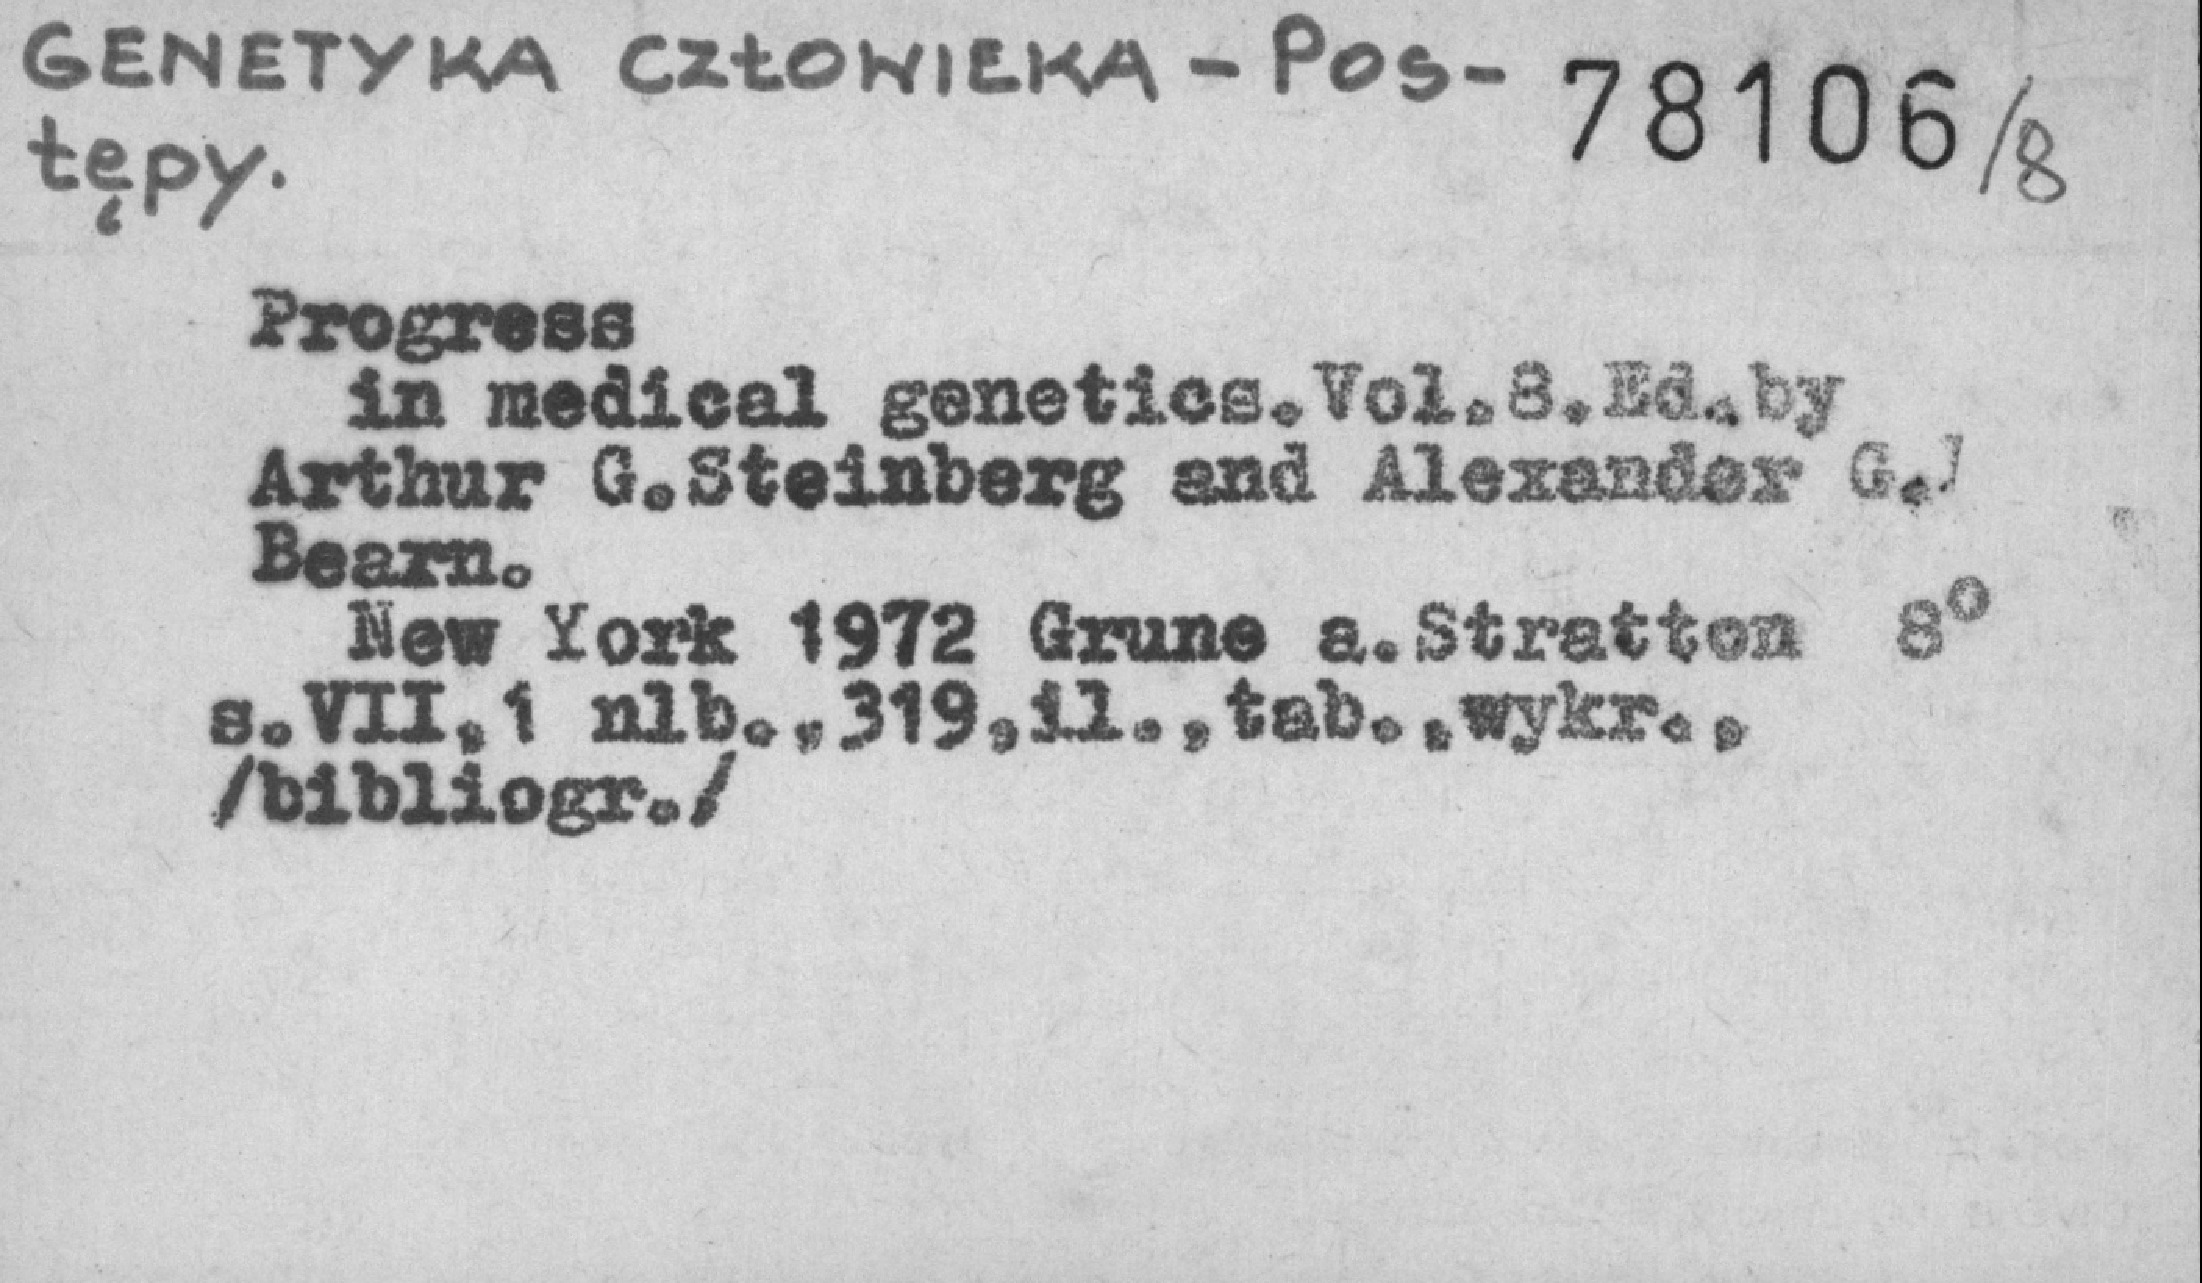 GENETYKA CZŁOWIEKA - Pos- 78106/8
tępy.
Progress
in medical genetics.Vol.8.Ed.by
Arthur G.Steinberg and Alexander G.
Bearn.
New York 1972 Grune a.Stratton 8°
s.VII,1 nlb.,319,il.,tab.,wykr.,
/bibliogr./